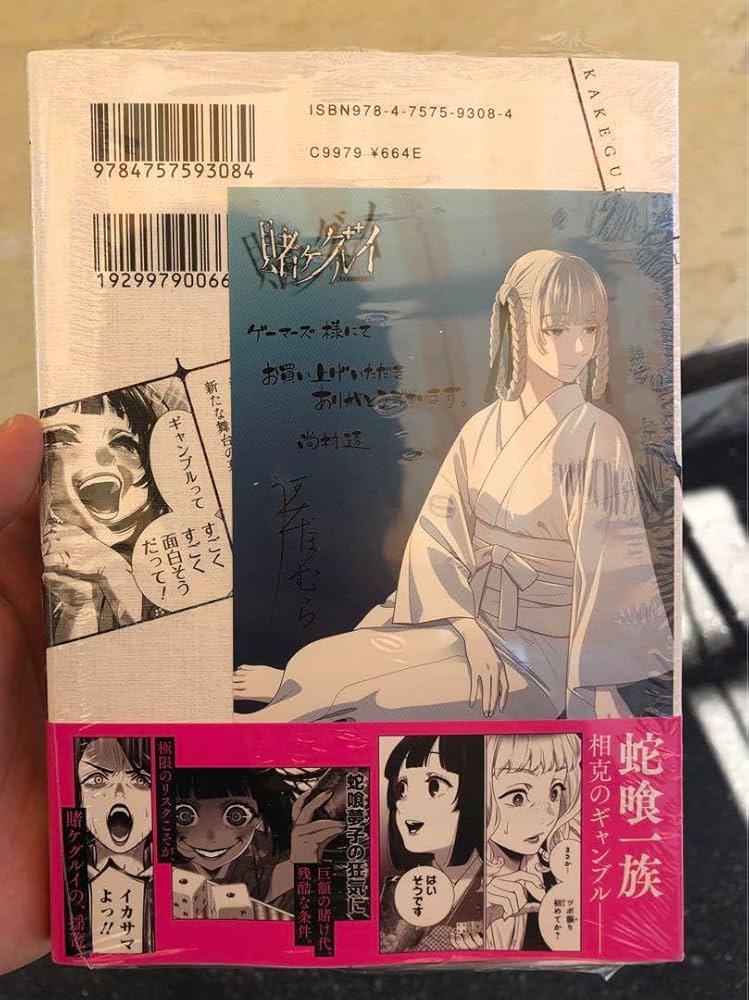 ISBN978-4-7575-9308-4
C9979 ¥664E
9784757593084
19299790066
KAKEGU
賭ケグルイ
ゲーマーズ様にて
お買い上げいただき
ありがとうございます。
尚村透
新たな舞台の
ギャンブルって
すごく
すごく
面白そう
だって!
蛇喰一族
相克のギャンブル――
まさか…
ツボ振り
初めてか?
はい
そうです
蛇喰夢子の狂気に、
巨額の賭け代、
残酷な条件。
極限のリスクこそが、
イカサマ
よっ!!
賭ケグルイの、揺籃